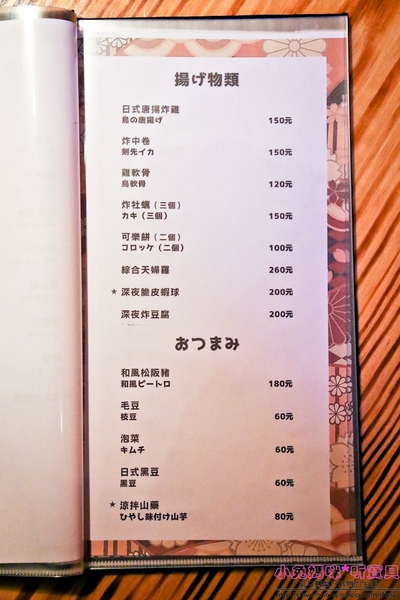 揚げ物類
日式唐揚炸雞
鳥の唐揚げ 150元
炸中卷
剣先イカ 150元
雞軟骨
鳥軟骨 120元
炸牡蠣(三個)
カキ(三個) 150元
可樂餅(二個)
コロッケ(二個) 100元
綜合天婦羅 260元
★深夜脆皮蝦球 200元
深夜炸豆腐 200元
おつまみ
和風松阪豬
和風ピートロ 180元
毛豆
枝豆 60元
泡菜
キムチ 60元
日式黑豆
黒豆 60元
★涼拌山藥
ひやし味付け山芋 80元
小兔媽咪*听寶貝